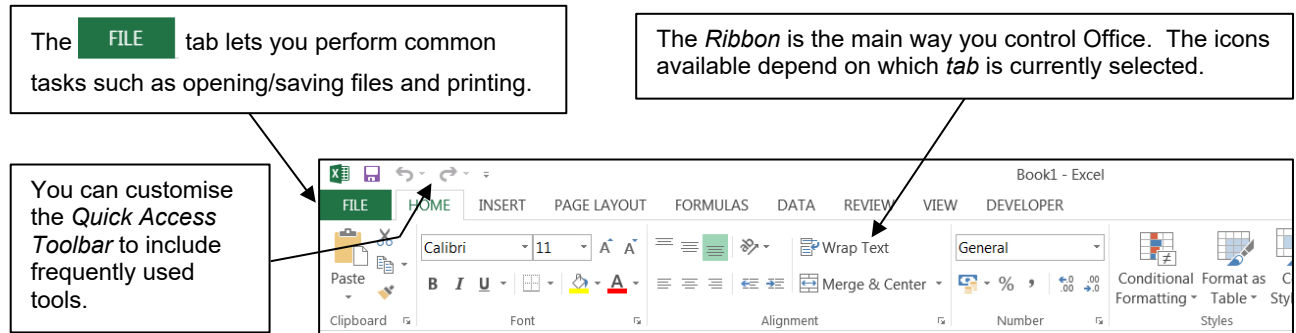 The FILE tab lets you perform common
tasks such as opening/saving files and printing.
The Ribbon is the main way you control Office. The icons
available depend on which tab is currently selected.
You can customise
the Quick Access
Toolbar to include
frequently used
tools.
Book1 - Excel
FILE HOME INSERT PAGE LAYOUT FORMULAS DATA REVIEW VIEW DEVELOPER
Calibri 11 A A Wrap Text General
Paste B I U A Merge & Center % , .0 .00 .00 .0 Conditional Format as
Formatting Table
Clipboard Font Alignment Number Styles